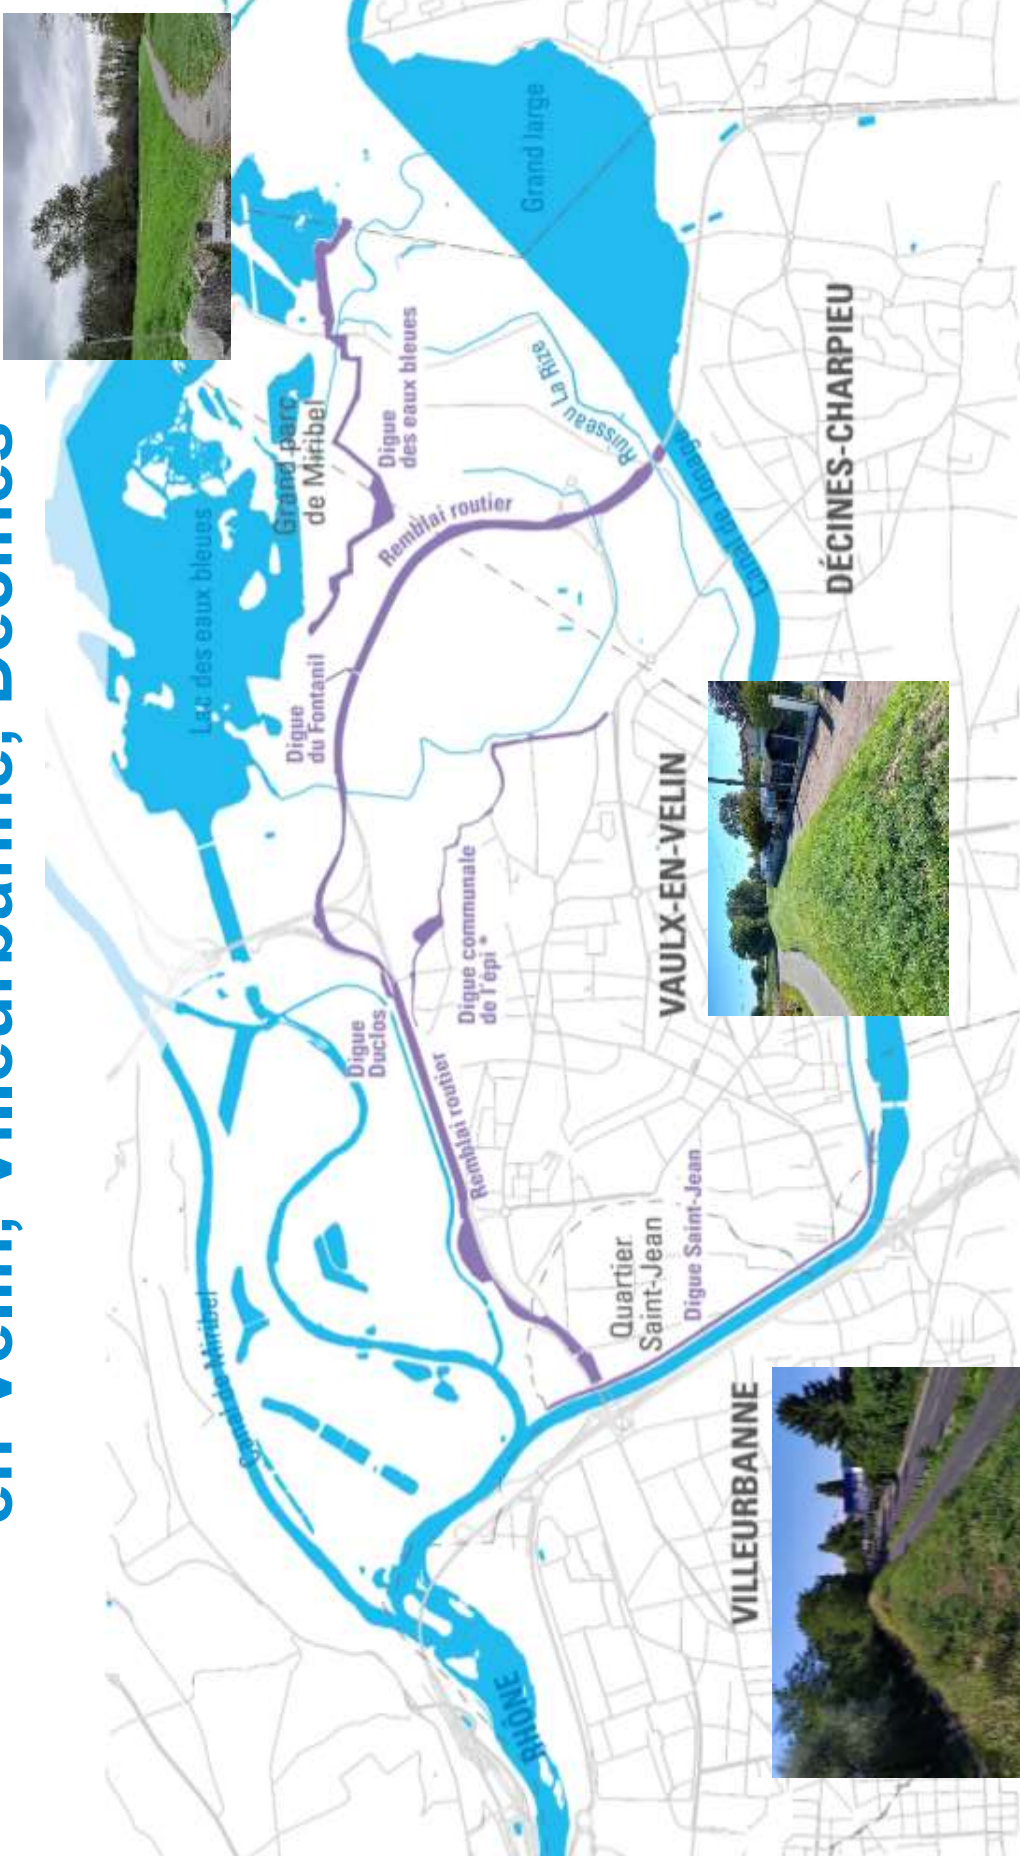 en Velin, Villeurbanne, Décines
Grand large
Grand parc
de Miribel
Lac des eaux bleues
Digue
des eaux bleues
Ruisseau La Rize
Remblai routier
Canal de Jonage
DÉCINES-CHARPIEU
Digue
du Fontanil
VAULX-EN-VELIN
Digue communale
de l'épi *
Digue
Duclos
Remblai routier
Canal de Miribel
Quartier
Saint-Jean
Digue Saint-Jean
VILLEURBANNE
RHÔNE